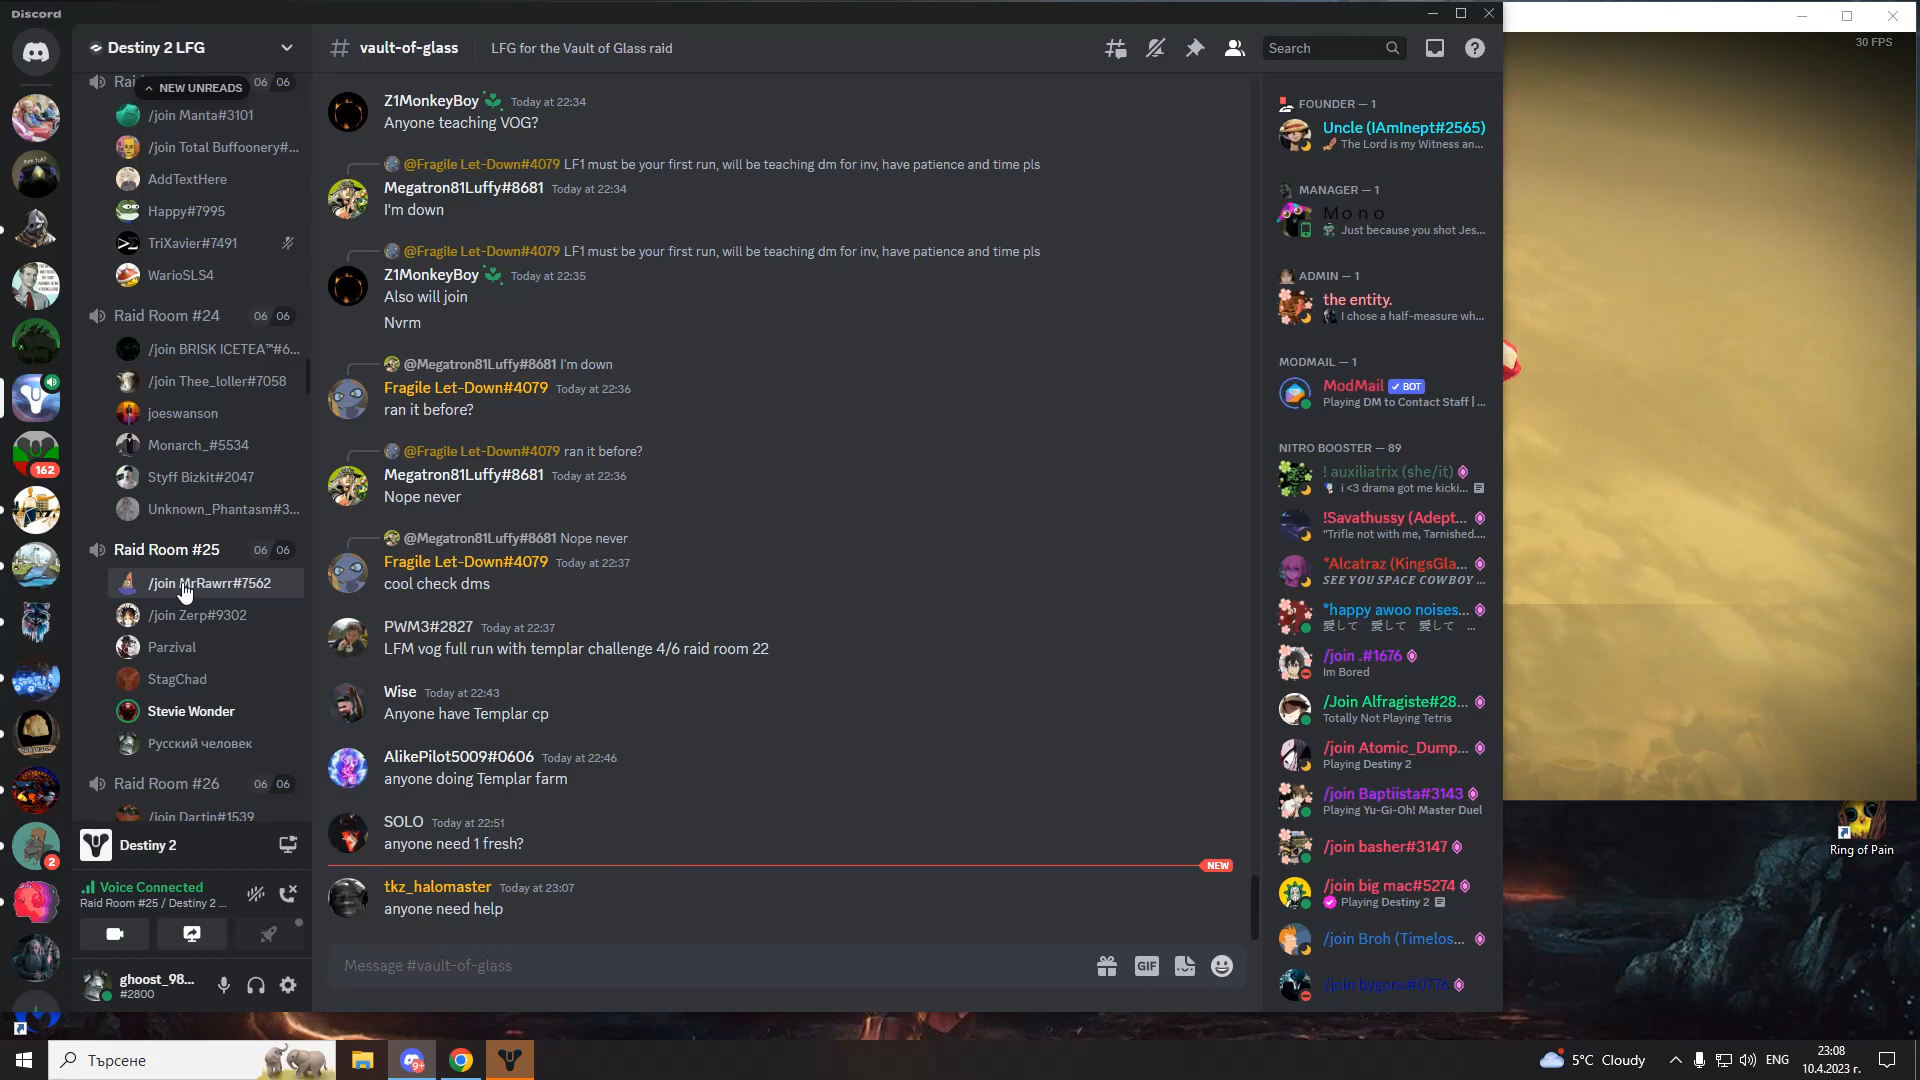 Discord
Destiny 2 LFG
# vault-of-glass
LFG for the Vault of Glass raid
Search
30 FPS
Rai
NEW UNREADS
06 06
/join Manta#3101
/join Total Buffoonery#...
AddTextHere
Happy#7995
TriXavier#7491
WarioSLS4
Raid Room #24
06 06
/join BRISK ICETEA™#6...
/join Thee_loller#7058
joeswanson
Monarch_#5534
Styff Bizkit#2047
Unknown_Phantasm#3...
Raid Room #25
06 06
/join MrRawrr#7562
/join Zerp#9302
Parzival
StagChad
Stevie Wonder
Русский человек
Raid Room #26
06 06
/join Dartin#1539
162
2
Destiny 2
Voice Connected
Raid Room #25 / Destiny 2 ...
ghoost_98...
#2800
Z1MonkeyBoy Today at 22:34
Anyone teaching VOG?
@Fragile Let-Down#4079 LF1 must be your first run, will be teaching dm for inv, have patience and time pls
Megatron81Luffy#8681 Today at 22:34
I'm down
@Fragile Let-Down#4079 LF1 must be your first run, will be teaching dm for inv, have patience and time pls
Z1MonkeyBoy Today at 22:35
Also will join
Nvrm
@Megatron81Luffy#8681 I'm down
Fragile Let-Down#4079 Today at 22:36
ran it before?
@Fragile Let-Down#4079 ran it before?
Megatron81Luffy#8681 Today at 22:36
Nope never
@Megatron81Luffy#8681 Nope never
Fragile Let-Down#4079 Today at 22:37
cool check dms
PWM3#2827 Today at 22:37
LFM vog full run with templar challenge 4/6 raid room 22
Wise Today at 22:43
Anyone have Templar cp
AlikePilot5009#0606 Today at 22:46
anyone doing Templar farm
SOLO Today at 22:51
anyone need 1 fresh?
NEW
tkz_halomaster Today at 23:07
anyone need help
Message #vault-of-glass
GIF
FOUNDER — 1
Uncle (IAmInept#2565)
The Lord is my Witness an...
MANAGER — 1
M o n o
Just because you shot Jes...
ADMIN — 1
the entity.
I chose a half-measure wh...
MODMAIL — 1
ModMail ✓ BOT
Playing DM to Contact Staff | ...
NITRO BOOSTER — 89
! auxiliatrix (she/it)
i <3 drama got me kicki...
!Savathussy (Adept...
"Trifle not with me, Tarnished....
*Alcatraz (KingsGla...
SEE YOU SPACE COWBOY ...
*happy awoo noises...
愛して 愛して 愛して ...
/join .#1676
Im Bored
/Join Alfragiste#28...
Totally Not Playing Tetris
/join Atomic_Dump...
Playing Destiny 2
/join Baptiista#3143
Playing Yu-Gi-Oh! Master Duel
/join basher#3147
/join big mac#5274
Playing Destiny 2
/join Broh (Timelos...
/join bygons#0776
Ring of Pain
Търсене
9+
5°C Cloudy
ENG
23:08
10.4.2023 г.